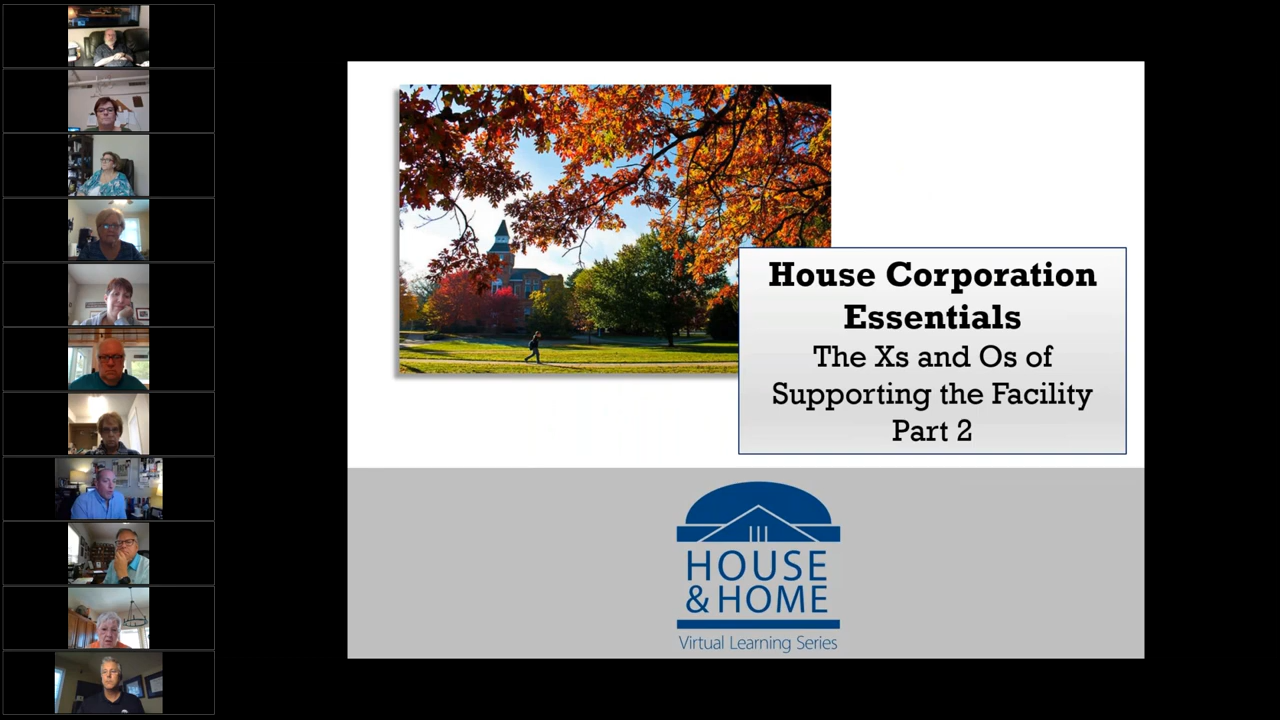 House Corporation
Essentials
The Xs and Os of
Supporting the Facility
Part 2
HOUSE
& HOME
Virtual Learning Series